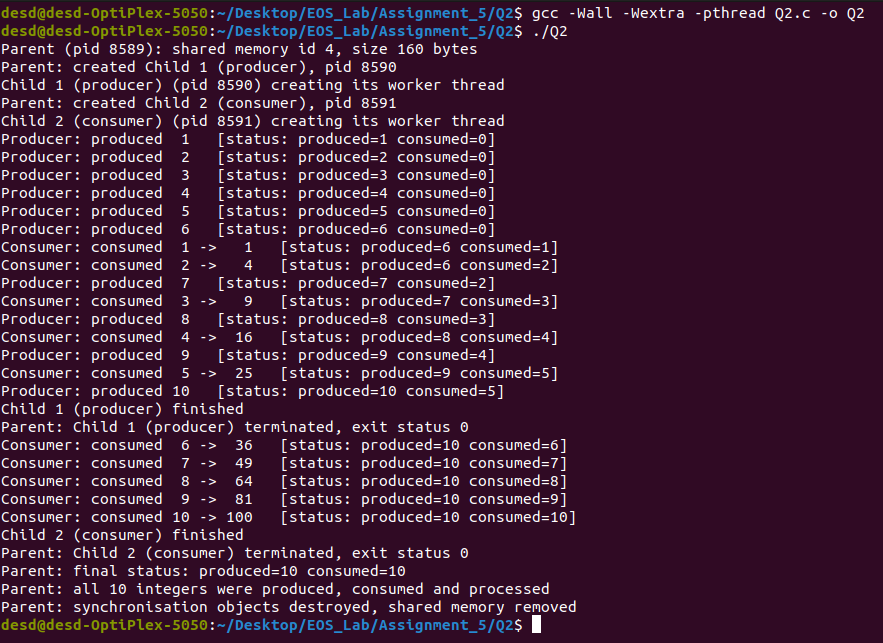 desd@desd-OptiPlex-5050:~/Desktop/EOS_Lab/Assignment_5/Q2$ gcc -Wall -Wextra -pthread Q2.c -o Q2
desd@desd-OptiPlex-5050:~/Desktop/EOS_Lab/Assignment_5/Q2$ ./Q2
Parent (pid 8589): shared memory id 4, size 160 bytes
Parent: created Child 1 (producer), pid 8590
Child 1 (producer) (pid 8590) creating its worker thread
Parent: created Child 2 (consumer), pid 8591
Child 2 (consumer) (pid 8591) creating its worker thread
Producer: produced  1   [status: produced=1 consumed=0]
Producer: produced  2   [status: produced=2 consumed=0]
Producer: produced  3   [status: produced=3 consumed=0]
Producer: produced  4   [status: produced=4 consumed=0]
Producer: produced  5   [status: produced=5 consumed=0]
Producer: produced  6   [status: produced=6 consumed=0]
Consumer: consumed  1 ->   1   [status: produced=6 consumed=1]
Consumer: consumed  2 ->   4   [status: produced=6 consumed=2]
Producer: produced  7   [status: produced=7 consumed=2]
Consumer: consumed  3 ->   9   [status: produced=7 consumed=3]
Producer: produced  8   [status: produced=8 consumed=3]
Consumer: consumed  4 ->  16   [status: produced=8 consumed=4]
Producer: produced  9   [status: produced=9 consumed=4]
Consumer: consumed  5 ->  25   [status: produced=9 consumed=5]
Producer: produced 10   [status: produced=10 consumed=5]
Child 1 (producer) finished
Parent: Child 1 (producer) terminated, exit status 0
Consumer: consumed  6 ->  36   [status: produced=10 consumed=6]
Consumer: consumed  7 ->  49   [status: produced=10 consumed=7]
Consumer: consumed  8 ->  64   [status: produced=10 consumed=8]
Consumer: consumed  9 ->  81   [status: produced=10 consumed=9]
Consumer: consumed 10 -> 100   [status: produced=10 consumed=10]
Child 2 (consumer) finished
Parent: Child 2 (consumer) terminated, exit status 0
Parent: final status: produced=10 consumed=10
Parent: all 10 integers were produced, consumed and processed
Parent: synchronisation objects destroyed, shared memory removed
desd@desd-OptiPlex-5050:~/Desktop/EOS_Lab/Assignment_5/Q2$